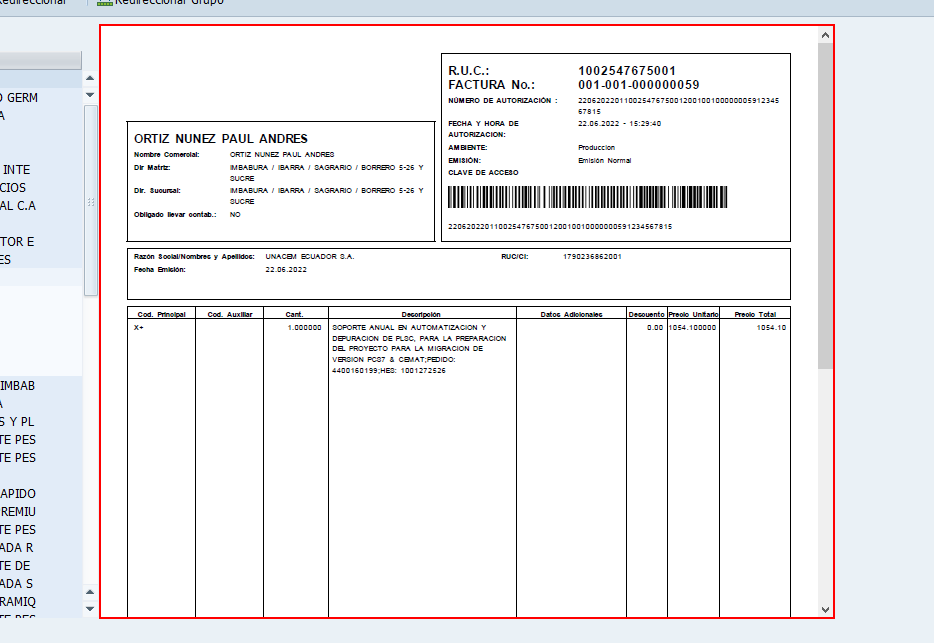 Redireccionar Redireccionar Grupo
O GERM
A
INTE
CIOS
AL C.A
TOR E
ES
IMBAB
A
S Y PL
TE PES
TE PES
APIDO
REMIU
TE PES
ADA R
TE DE
ADA S
RAMIQ
TE PES
R.U.C.: 1002547675001
FACTURA No.: 001-001-000000059
NÚMERO DE AUTORIZACIÓN : 22062022011002547675001200100100000005912345
67815
FECHA Y HORA DE 22.06.2022 - 15:29:40
AUTORIZACION:
AMBIENTE: Produccion
EMISIÓN: Emisión Normal
CLAVE DE ACCESO
2206202201100254767500120010010000000591234567815
ORTIZ NUNEZ PAUL ANDRES
Nombre Comercial: ORTIZ NUNEZ PAUL ANDRES
Dir Matriz: IMBABURA / IBARRA / SAGRARIO / BORRERO 5-26 Y
SUCRE
Dir. Sucursal: IMBABURA / IBARRA / SAGRARIO / BORRERO 5-26 Y
SUCRE
Obligado llevar contab.: NO
Razón Social/Nombres y Apellidos: UNACEM ECUADOR S.A. RUC/CI: 1790236862001
Fecha Emisión: 22.06.2022
Cod. Principal Cod. Auxiliar Cant. Descripción Datos Adicionales Descuento Precio Unitario Precio Total
X+ 1.000000 SOPORTE ANUAL EN AUTOMATIZACION Y 0.00 1054.100000 1054.10
DEPURACION DE PLSC, PARA LA PREPARACION
DEL PROYECTO PARA LA MIGRACION DE
VERSION PCS7 & CEMAT;PEDIDO:
4400160199;HES: 1001272526